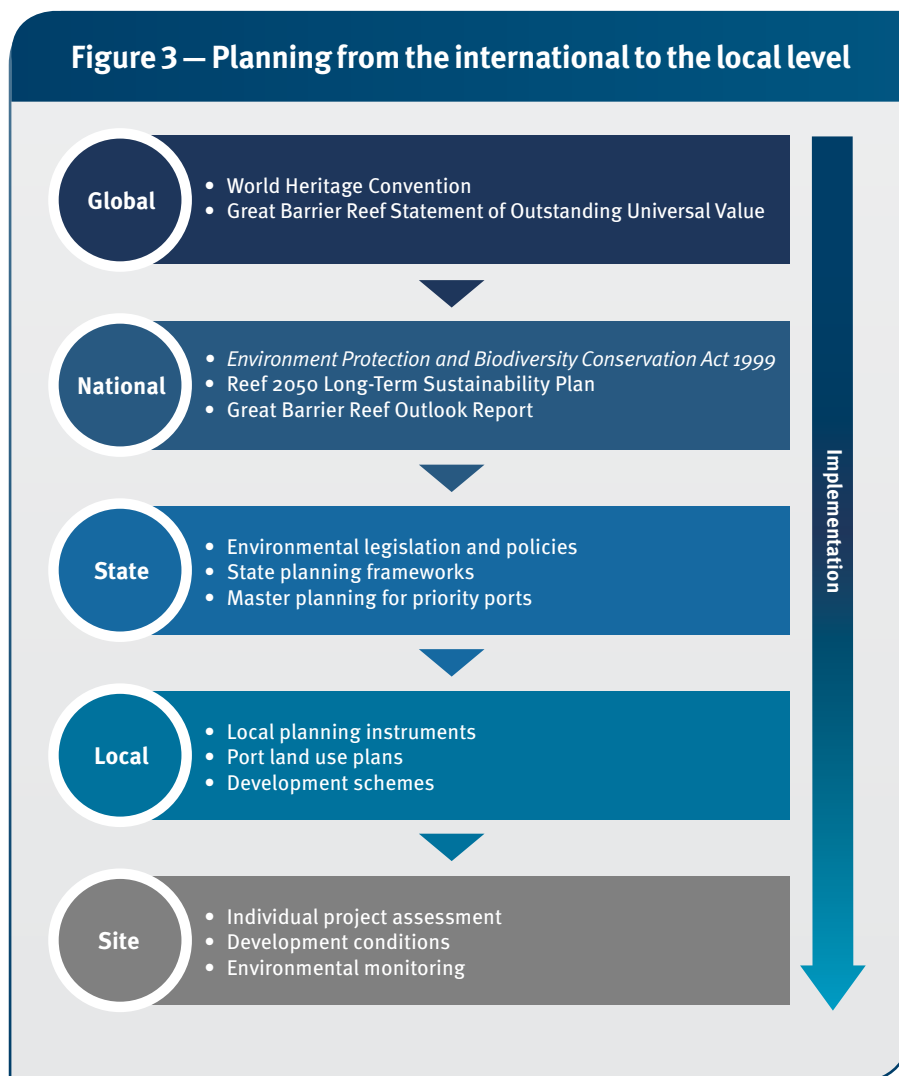 Figure 3 — Planning from the international to the local level
Global
• World Heritage Convention
• Great Barrier Reef Statement of Outstanding Universal Value
National
• Environment Protection and Biodiversity Conservation Act 1999
• Reef 2050 Long-Term Sustainability Plan
• Great Barrier Reef Outlook Report
State
• Environmental legislation and policies
• State planning frameworks
• Master planning for priority ports
Local
• Local planning instruments
• Port land use plans
• Development schemes
Site
• Individual project assessment
• Development conditions
• Environmental monitoring
Implementation